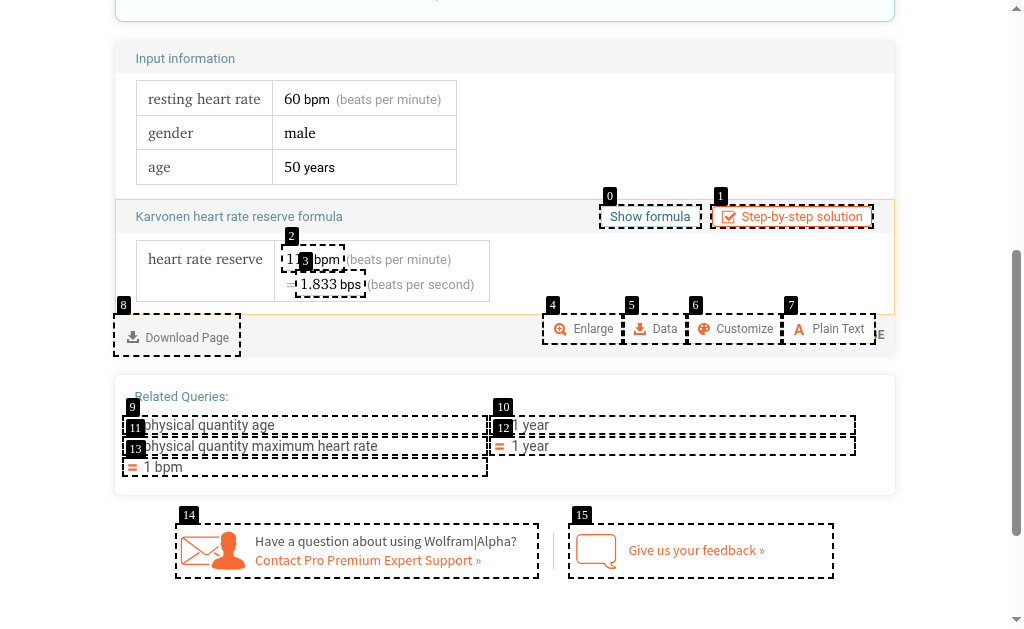 Input information
resting heart rate 60 bpm (beats per minute)
gender male
age 50 years
0 1
Karvonen heart rate reserve formula Show formula Step-by-step solution
2
heart rate reserve 3 bpm (beats per minute)
= 1.833 bps (beats per second)
8 4 5 6 7
Download Page Enlarge Data Customize Plain Text
Related Queries:
9 10
11 physical quantity age 12 1 year
13 physical quantity maximum heart rate = 1 year
= 1 bpm
14 15
Have a question about using Wolfram|Alpha?
Contact Pro Premium Expert Support »
Give us your feedback »